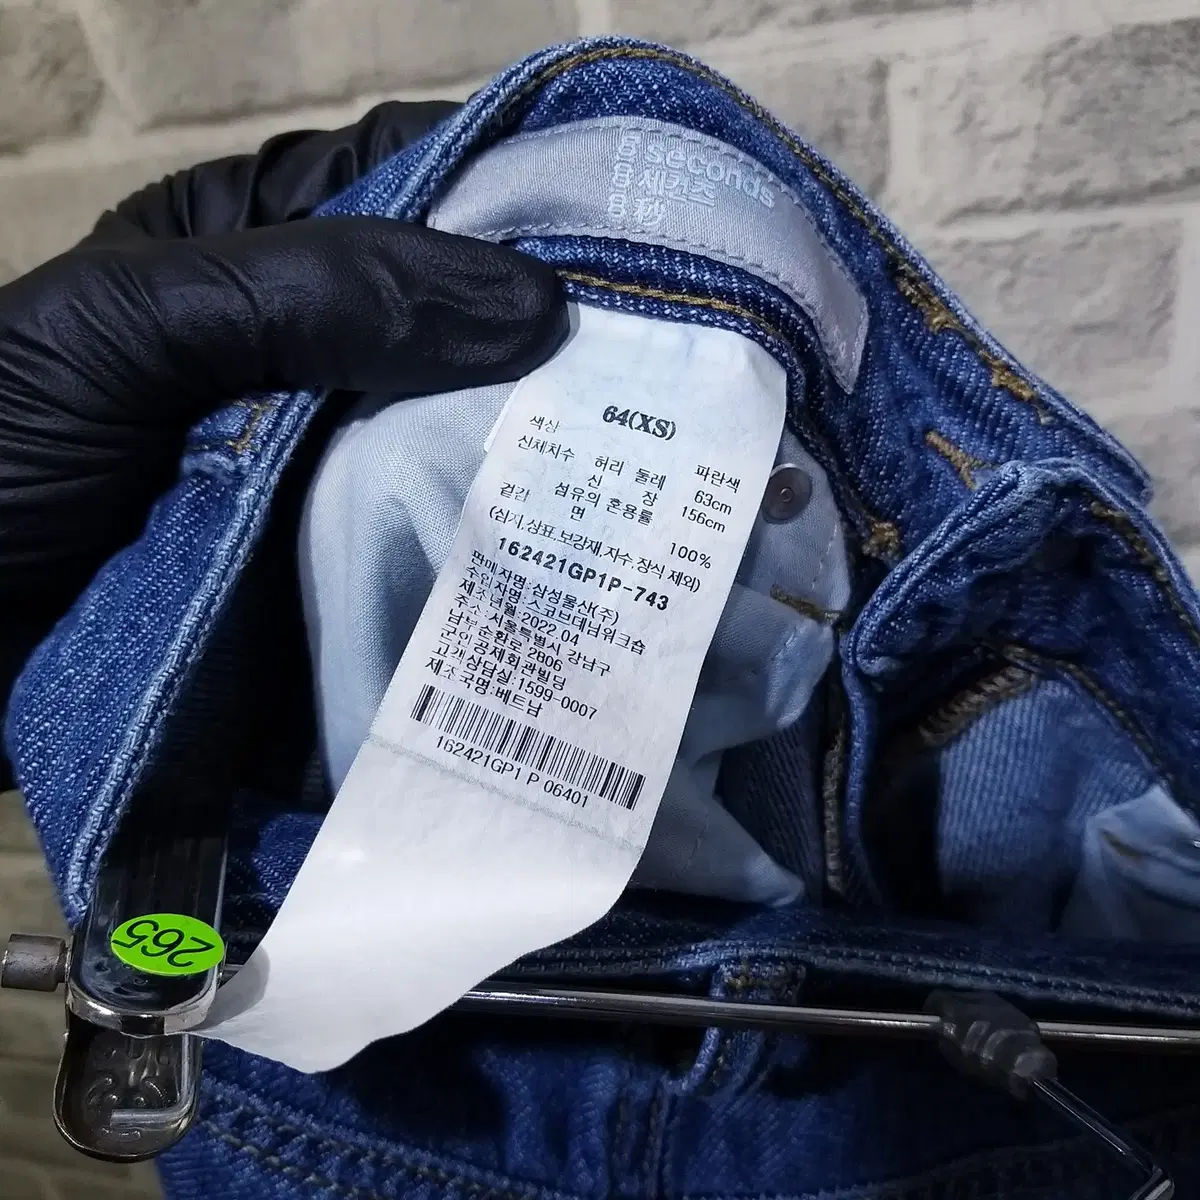 8 seconds
8 세컨즈
8 秒
64(XS)
색상 파란색
신체치수 허리 둘레 63cm
신 장 156cm
겉감 섬유의 혼용률
면 100%
(심지,상표,보강재,자수,장식 제외)
162421GP1P-743
판매자명:삼성물산(주)
수입자명:스코브데님워크숍
제조년월:2022.04
주소:서울특별시 강남구
남부순환로 2806
군인공제회관빌딩
고객상담실:1599-0007
제조국명:베트남
162421GP1 P 06401
265